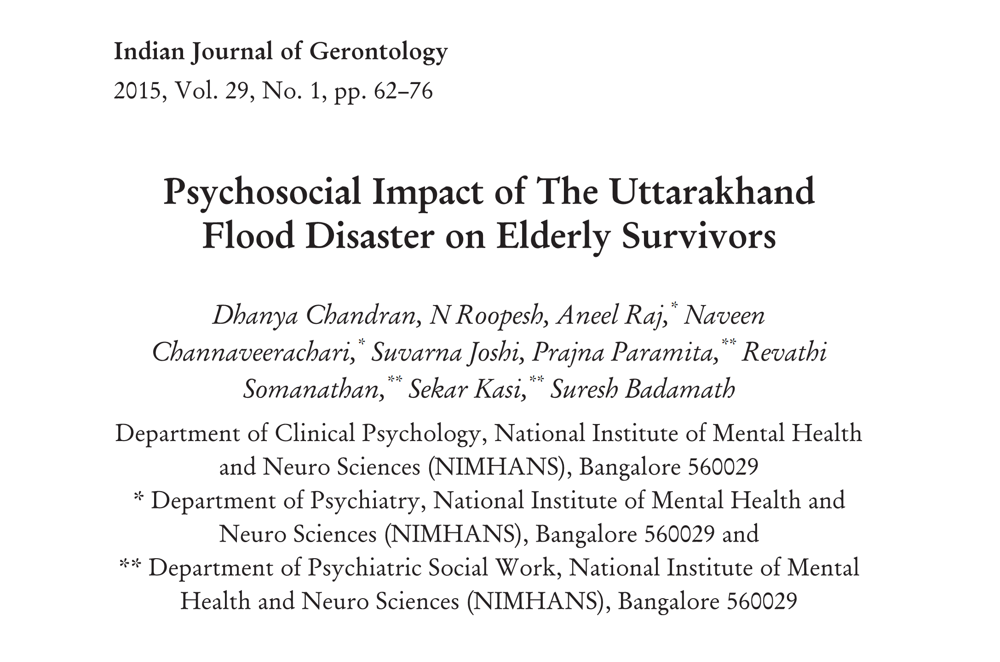 Indian Journal of Gerontology
2015, Vol. 29, No. 1, pp. 62–76
Psychosocial Impact of The Uttarakhand
Flood Disaster on Elderly Survivors
Dhanya Chandran, N Roopesh, Aneel Raj,* Naveen
Channaveerachari,* Suvarna Joshi, Prajna Paramita,** Revathi
Somanathan,** Sekar Kasi,** Suresh Badamath
Department of Clinical Psychology, National Institute of Mental Health
and Neuro Sciences (NIMHANS), Bangalore 560029
* Department of Psychiatry, National Institute of Mental Health and
Neuro Sciences (NIMHANS), Bangalore 560029 and
** Department of Psychiatric Social Work, National Institute of Mental
Health and Neuro Sciences (NIMHANS), Bangalore 560029